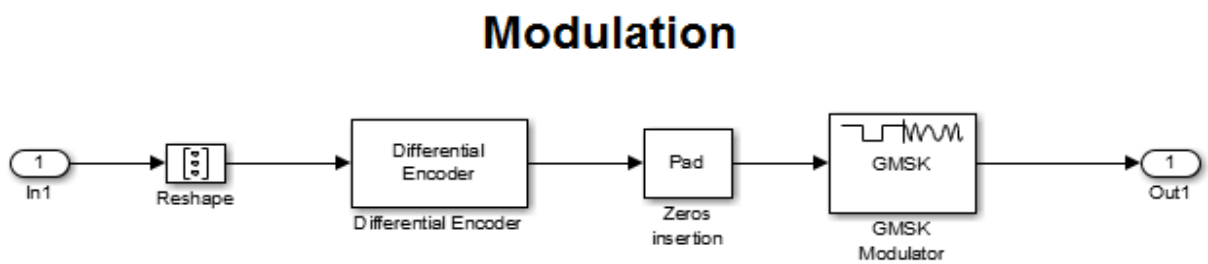 Modulation
1
In1
Reshape
Differential
Encoder
Differential Encoder
Pad
Zeros
insertion
GMSK
GMSK
Modulator
1
Out1